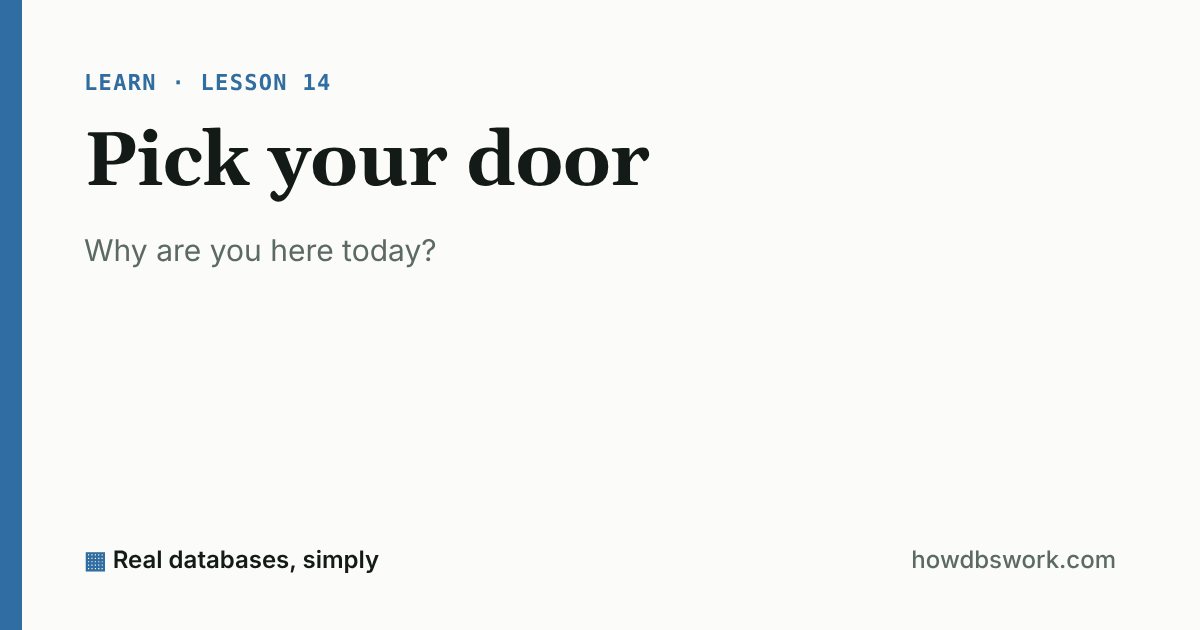 LEARN · LESSON 14
Pick your door
Why are you here today?
▦ Real databases, simply
howdbswork.com